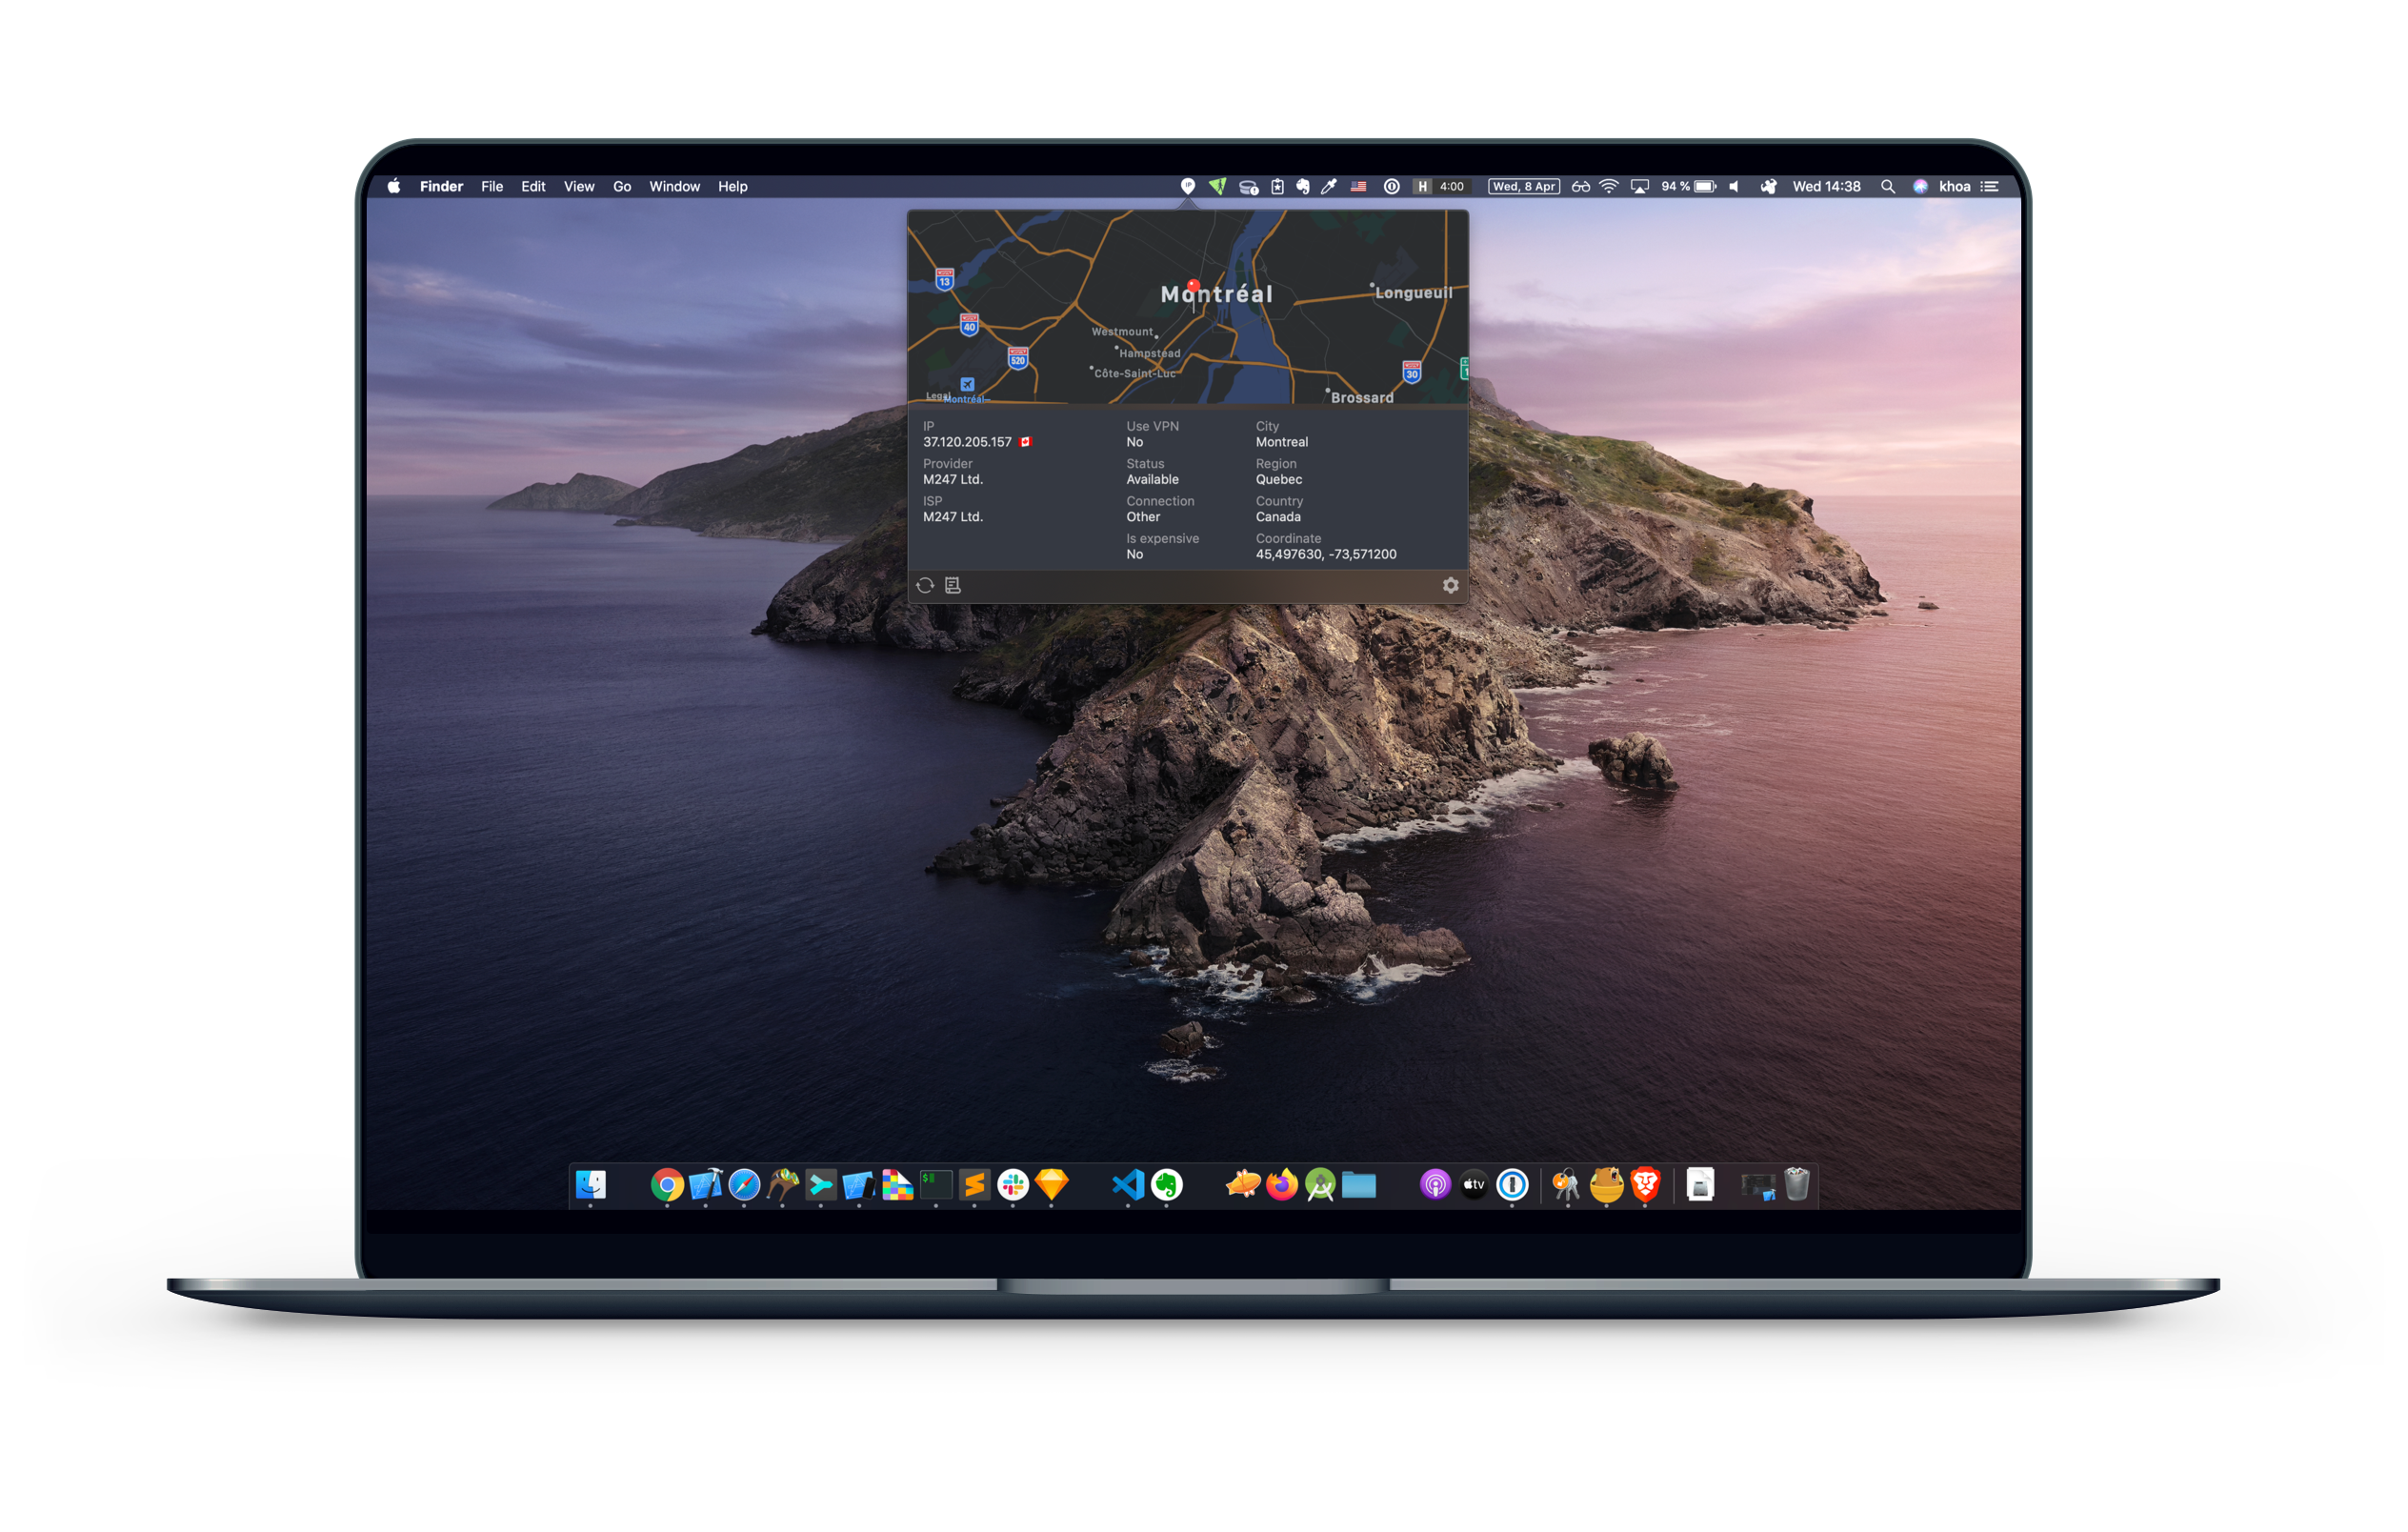 Finder File Edit View Go Window Help IP H 4:00 Wed, 8 Apr 94 % Wed 14:38 khoa
13
Montréal
Longueuil
40
Westmount
520
Hampstead
30
Côte-Saint-Luc
1
Legal
Montréal–
Brossard
IP
37.120.205.157
Provider
M247 Ltd.
ISP
M247 Ltd.
Use VPN
No
Status
Available
Connection
Other
Is expensive
No
City
Montreal
Region
Quebec
Country
Canada
Coordinate
45,497630, -73,571200
$
tv